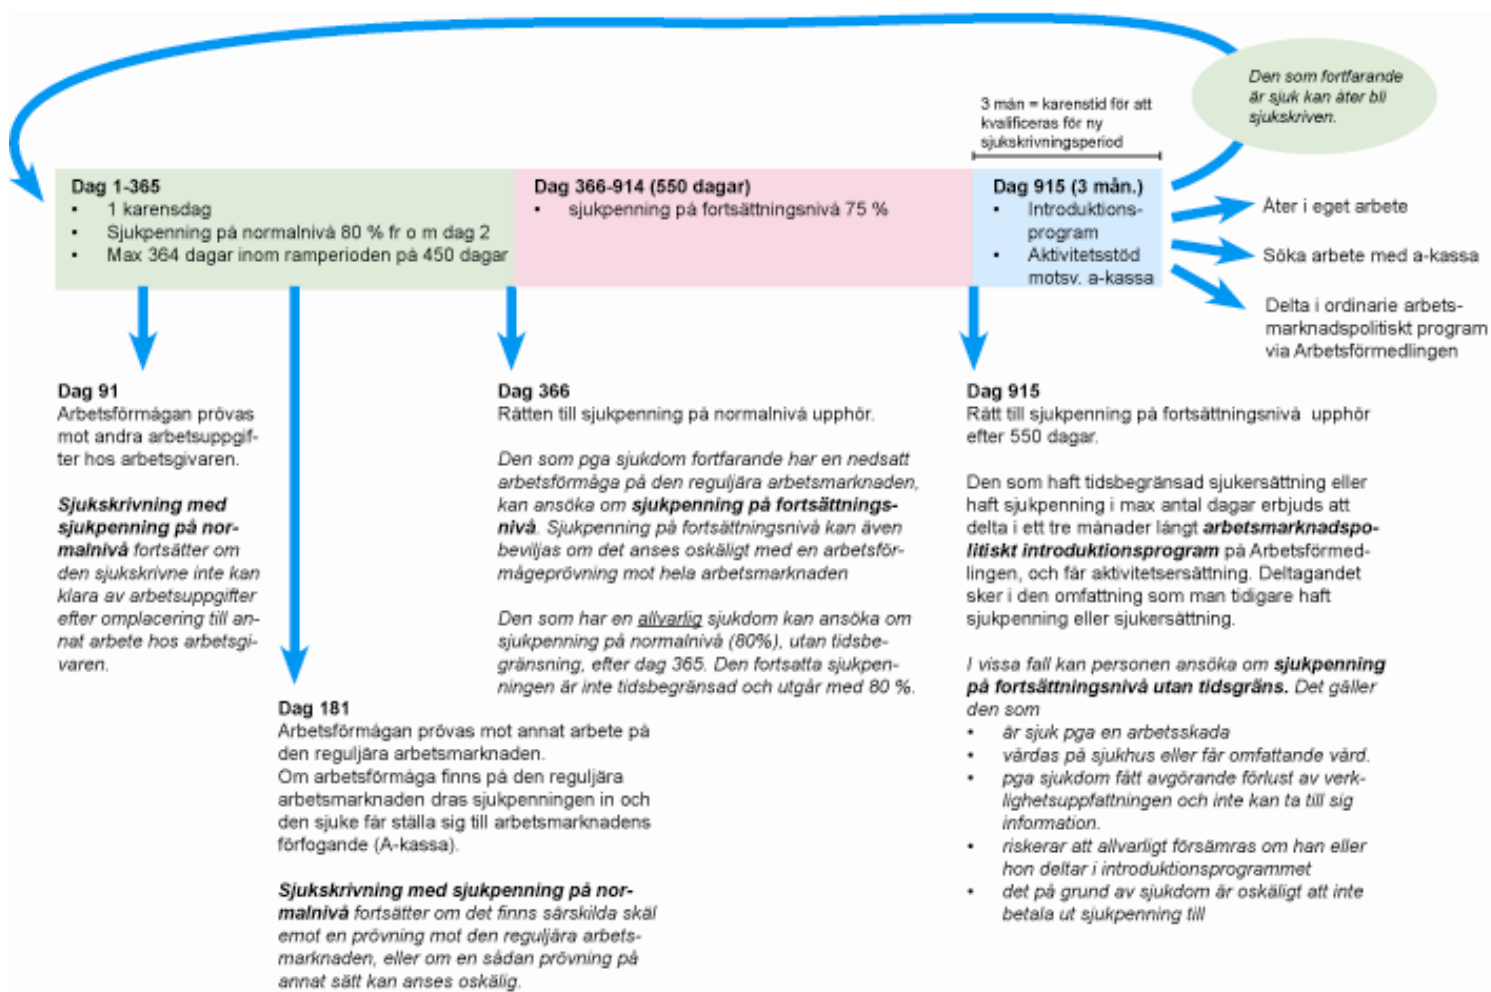 Den som fortfarande
är sjuk kan åter bli
sjukskriven.
3 mån = karenstid för att
kvalificeras för ny
sjukskrivningsperiod
Dag 1-365
• 1 karensdag
• Sjukpenning på normalnivå 80 % fr o m dag 2
• Max 364 dagar inom ramperioden på 450 dagar
Dag 366-914 (550 dagar)
• sjukpenning på fortsättningsnivå 75 %
Dag 915 (3 mån.)
• Introduktions-
program
• Aktivitetsstöd
motsv. a-kassa
Åter i eget arbete
Söka arbete med a-kassa
Delta i ordinarie arbets-
marknadspolitiskt program
via Arbetsförmedlingen
Dag 91
Arbetsförmågan prövas
mot andra arbetsuppgif-
ter hos arbetsgivaren.
Sjukskrivning med
sjukpenning på nor-
malnivå fortsätter om
den sjukskrivne inte kan
klara av arbetsuppgifter
efter omplacering till an-
nat arbete hos arbetsgi-
varen.
Dag 181
Arbetsförmågan prövas mot annat arbete på
den reguljära arbetsmarknaden.
Om arbetsförmåga finns på den reguljära
arbetsmarknaden dras sjukpenningen in och
den sjuke får ställa sig till arbetsmarknadens
förfogande (A-kassa).
Sjukskrivning med sjukpenning på nor-
malnivå fortsätter om det finns särskilda skäl
emot en prövning mot den reguljära arbets-
marknaden, eller om en sådan prövning på
annat sätt kan anses oskälig.
Dag 366
Rätten till sjukpenning på normalnivå upphör.
Den som pga sjukdom fortfarande har en nedsatt
arbetsförmåga på den reguljära arbetsmarknaden,
kan ansöka om sjukpenning på fortsättnings-
nivå. Sjukpenning på fortsättningsnivå kan även
beviljas om det anses oskäligt med en arbetsför-
mågeprövning mot hela arbetsmarknaden
Den som har en allvarlig sjukdom kan ansöka om
sjukpenning på normalnivå (80%), utan tidsbe-
gränsning, efter dag 365. Den fortsatta sjukpen-
ningen är inte tidsbegränsad och utgår med 80 %.
Dag 915
Rätt till sjukpenning på fortsättningsnivå upphör
efter 550 dagar.
Den som haft tidsbegränsad sjukersättning eller
haft sjukpenning i max antal dagar erbjuds att
delta i ett tre månader långt arbetsmarknadspo-
litiskt introduktionsprogram på Arbetsförmed-
lingen, och får aktivitetsersättning. Deltagandet
sker i den omfattning som man tidigare haft
sjukpenning eller sjukersättning.
I vissa fall kan personen ansöka om sjukpenning
på fortsättningsnivå utan tidsgräns. Det gäller
den som
• är sjuk pga en arbetsskada
• vårdas på sjukhus eller får omfattande vård.
• pga sjukdom fått avgörande förlust av verk-
lighetsuppfattningen och inte kan ta till sig
information.
• riskerar att allvarligt försämras om han eller
hon deltar i introduktionsprogrammet
• det på grund av sjukdom är oskäligt att inte
betala ut sjukpenning till